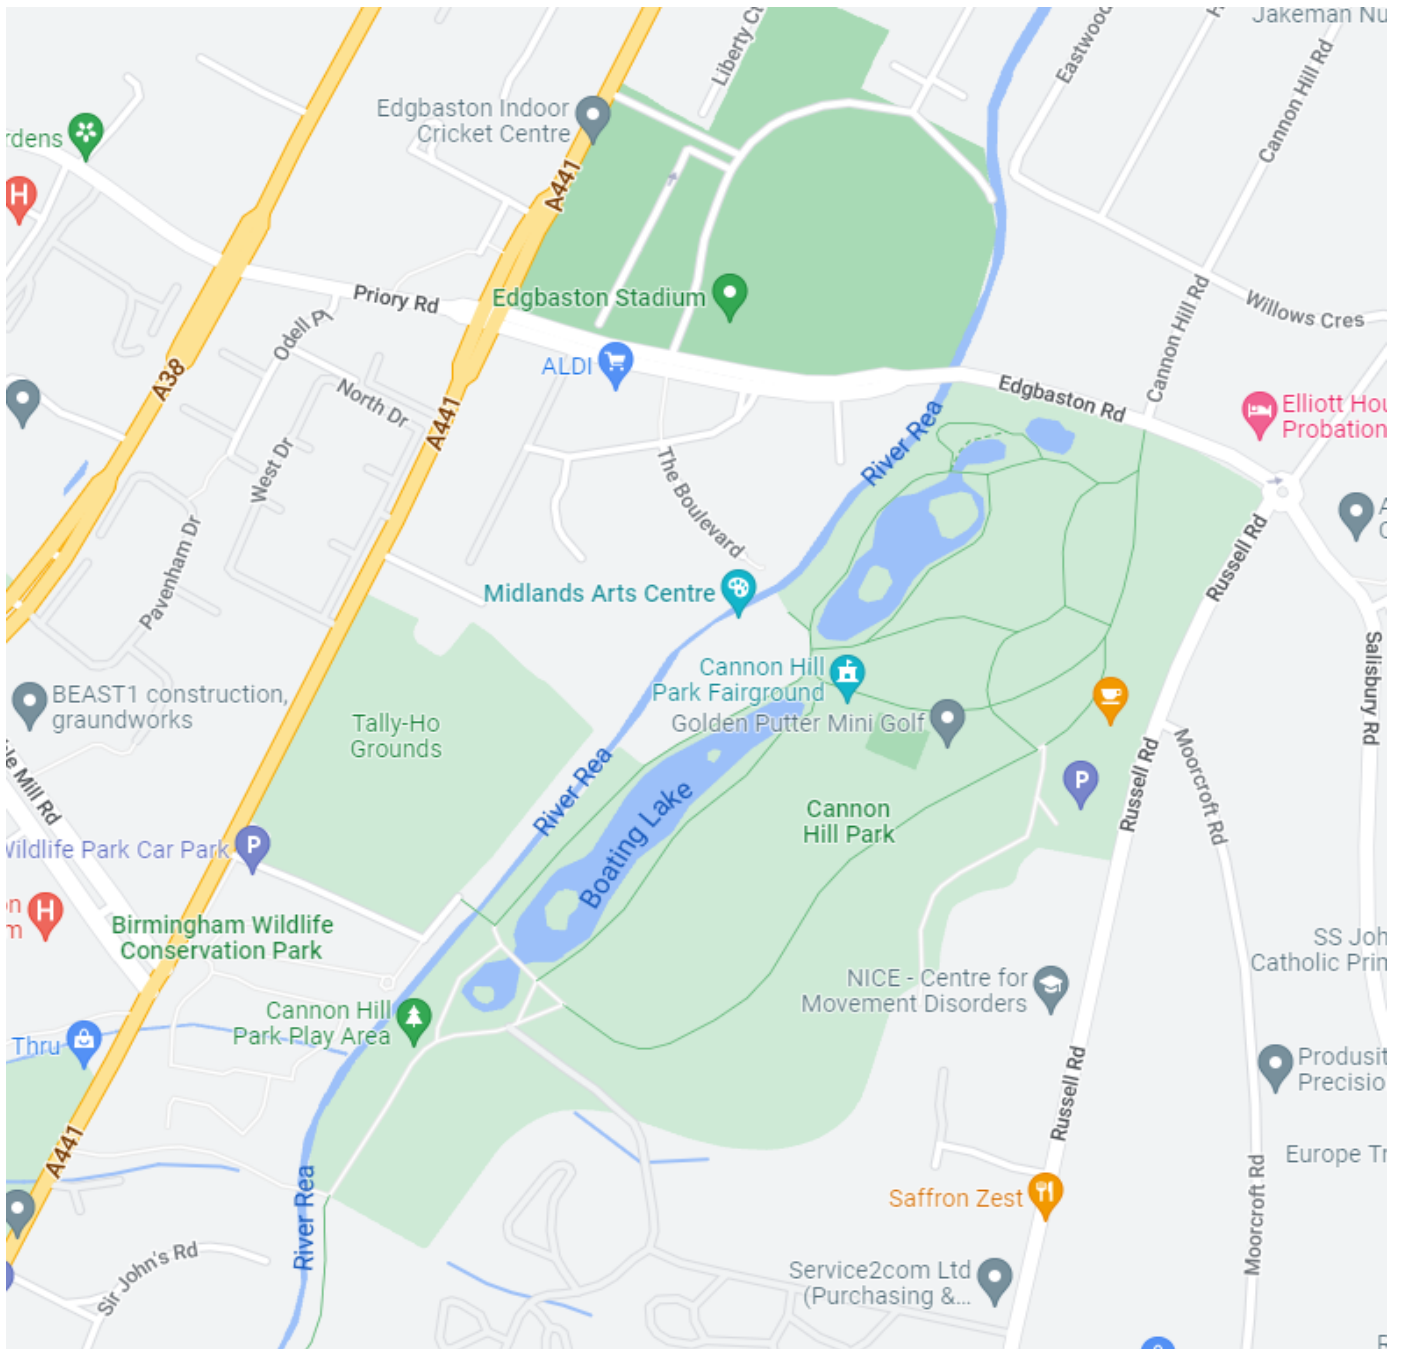 Jakeman Nu
Liberty Ct
Eastwood
Cannon Hill Rd
Edgbaston Indoor
Cricket Centre
rdens
H
A441
Priory Rd
Edgbaston Stadium
Cannon Hill Rd
Willows Cres
Odell Pl
ALDI
A38
North Dr
A441
Edgbaston Rd
Elliott Hou
Probation
River Rea
West Dr
The Boulevard
A
C
Pavenham Dr
Russell Rd
Midlands Arts Centre
Salisbury Rd
Cannon Hill
Park Fairground
BEAST1 construction,
graundworks
Tally-Ho
Grounds
Golden Putter Mini Golf
Moorcroft Rd
River Rea
Russell Rd
P
le Mill Rd
Boating Lake
Cannon
Hill Park
Wildlife Park Car Park
P
on
m
H
Birmingham Wildlife
Conservation Park
SS Joh
Catholic Prin
NICE - Centre for
Movement Disorders
Cannon Hill
Park Play Area
Thru
Russell Rd
Produsit
Precisio
A441
Europe Tr
River Rea
Saffron Zest
Moorcroft Rd
Sir John's Rd
Service2com Ltd
(Purchasing &...